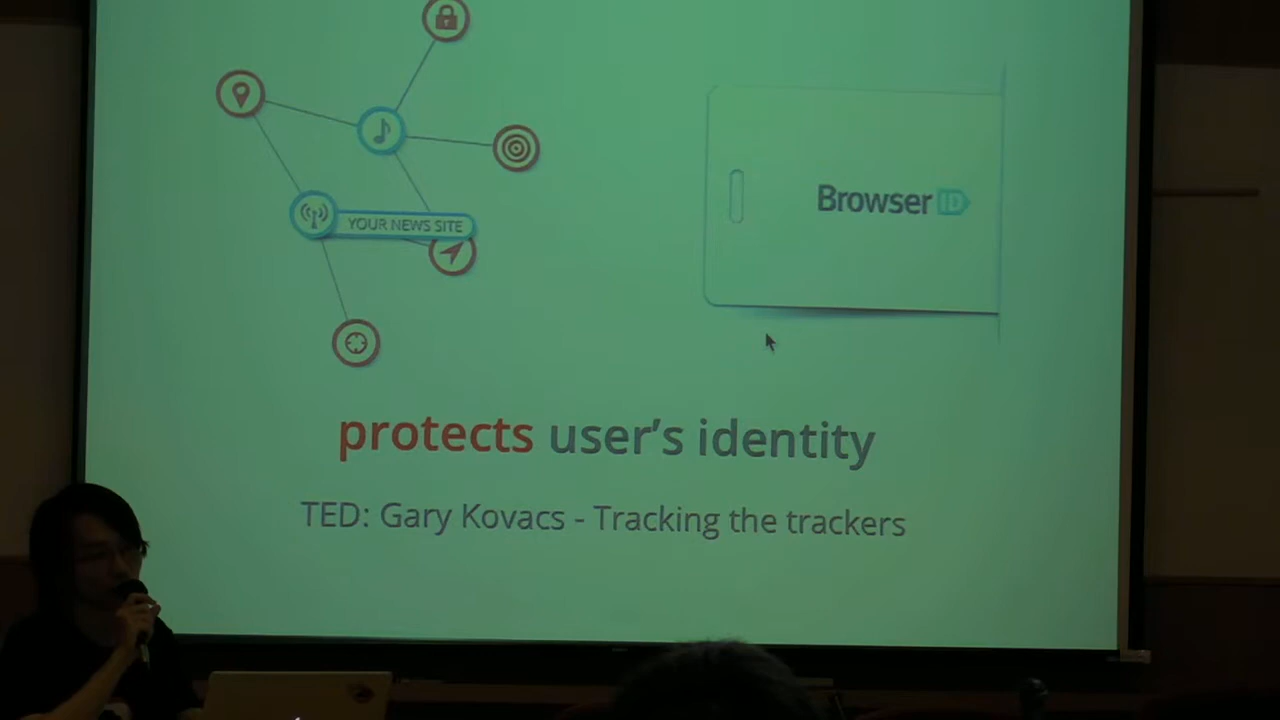 YOUR NEWS SITE
Browser ID
protects user's identity
TED: Gary Kovacs - Tracking the trackers